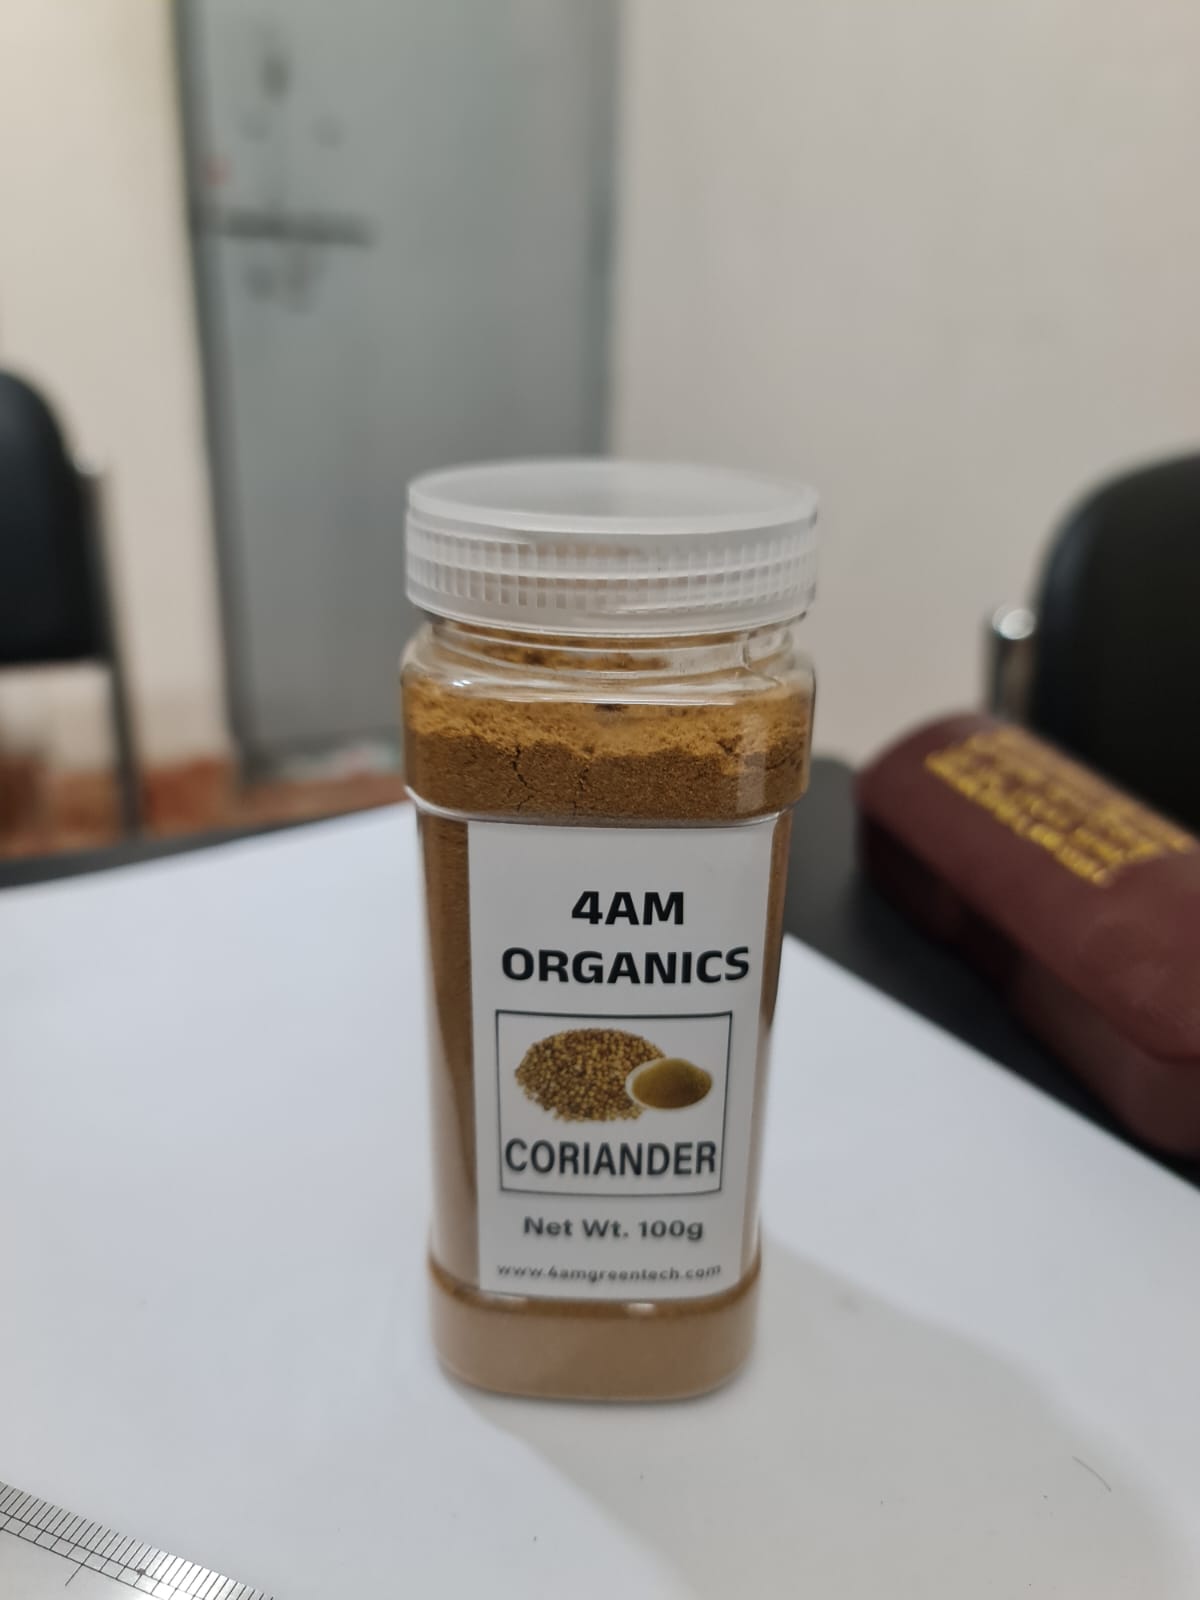 4AM
ORGANICS
CORIANDER
Net Wt. 100g
www.4amgreentech.com